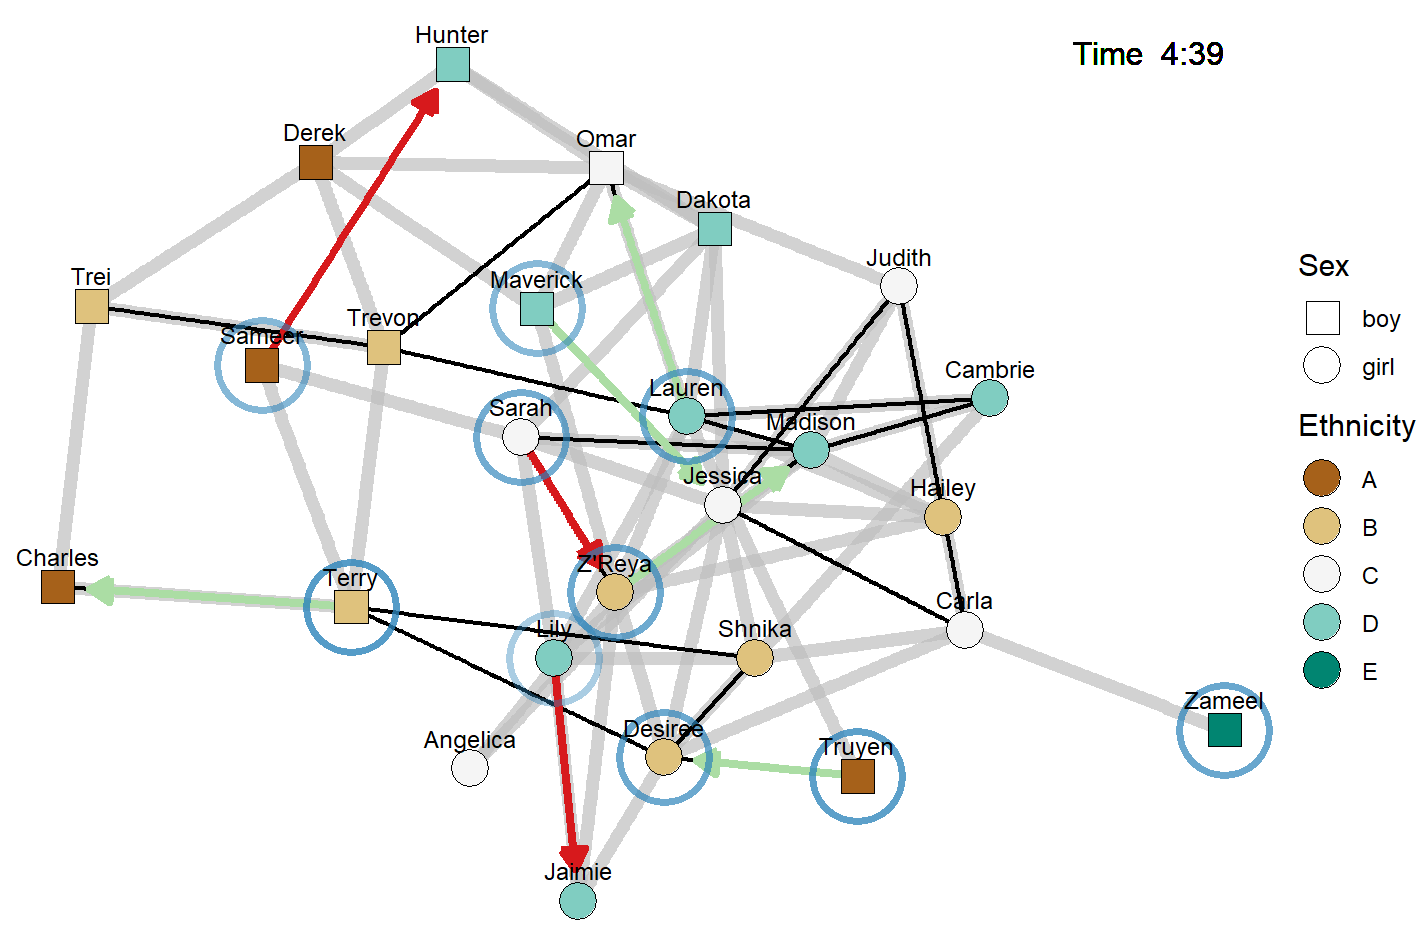 Hunter
Time  4:39
Derek
Omar
Dakota
Judith
Trei
Maverick
Trevon
Sameer
Cambrie
Lauren
Sarah
Madison
Jessica
Hailey
Charles
Terry
Z'Reya
Carla
Lily
Shnika
Zameel
Angelica
Desiree
Truyen
Jaimie
Sex
boy
girl
Ethnicity
A
B
C
D
E